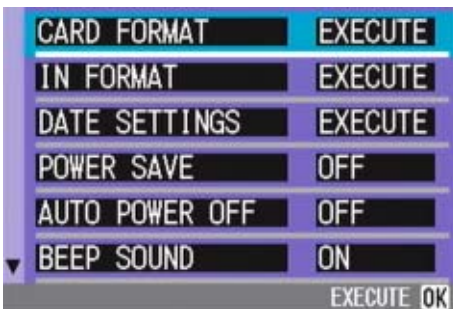 CARD FORMAT EXECUTE
IN FORMAT EXECUTE
DATE SETTINGS EXECUTE
POWER SAVE OFF
AUTO POWER OFF OFF
BEEP SOUND ON
EXECUTE OK